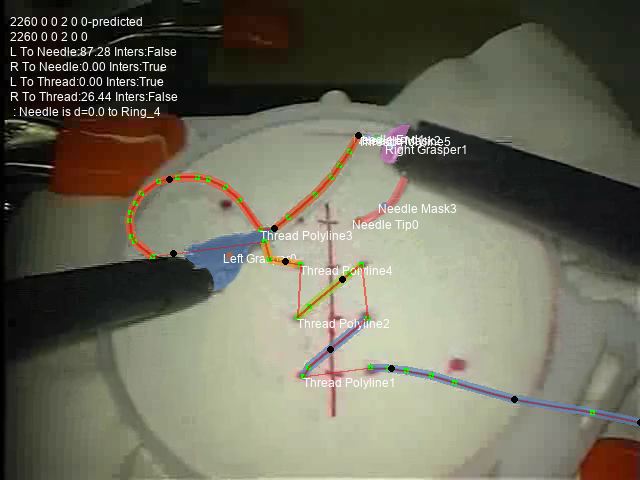 2260 0 0 2 0 0-predicted
2260 0 0 2 0 0
L To Needle:87.28 Inters:False
R To Needle:0.00 Inters:True
L To Thread:0.00 Inters:True
R To Thread:26.44 Inters:False
: Needle is d=0.0 to Ring_4
Right Grasper1
Needle Mask3
Needle Tip0
Thread Polyline3
Left
Thread Polyline4
Thread Polyline2
Thread Polyline1